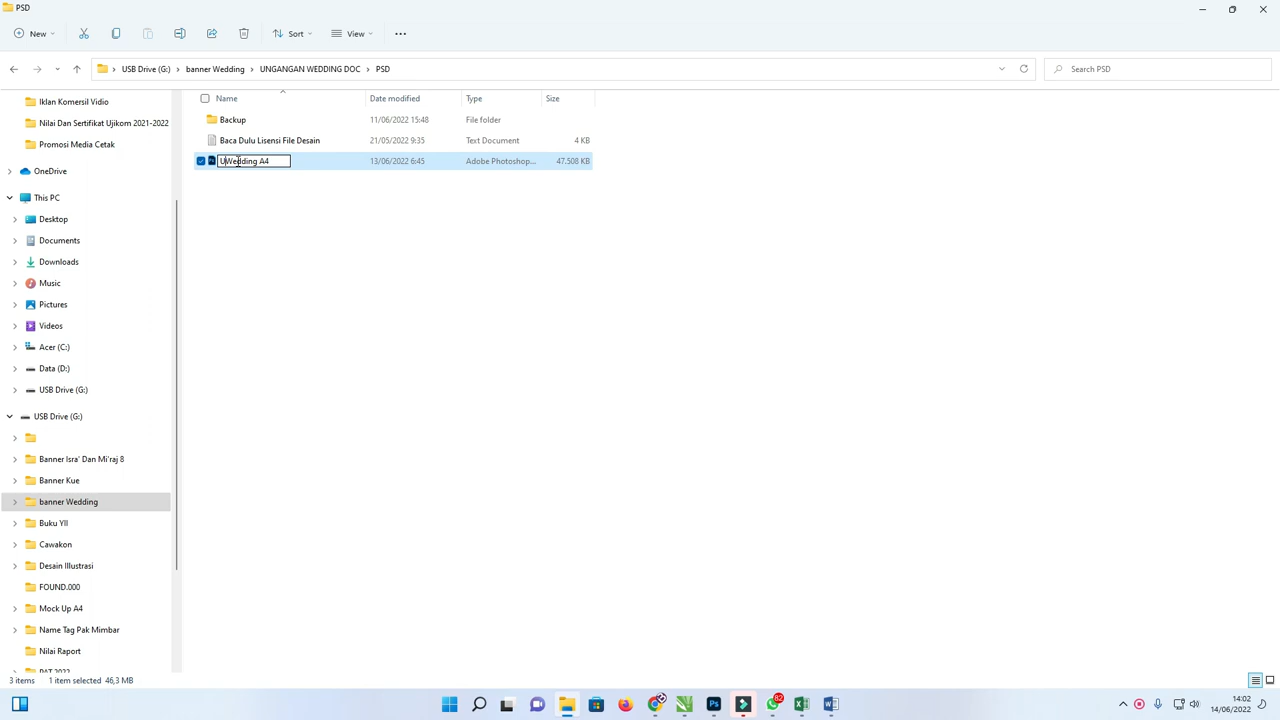 PSD
New
Sort
View
USB Drive (G:) > banner Wedding > UNGANGAN WEDDING DOC > PSD
Search PSD
Name Date modified Type Size
Backup 11/06/2022 15:48 File folder
Baca Dulu Lisensi File Desain 21/05/2022 9:35 Text Document 4 KB
UWedding A4 13/06/2022 6:45 Adobe Photoshop... 47.508 KB
Iklan Komersil Vidio
Nilai Dan Sertifikat Ujikom 2021-2022
Promosi Media Cetak
OneDrive
This PC
Desktop
Documents
Downloads
Music
Pictures
Videos
Acer (C:)
Data (D:)
USB Drive (G:)
USB Drive (G:)
Banner Isra' Dan Mi`raj 8
Banner Kue
banner Wedding
Buku YII
Cawakon
Desain Illustrasi
FOUND.000
Mock Up A4
Name Tag Pak Mimbar
Nilai Raport
PAT 2022
3 items 1 item selected 46,3 MB
Ps
82
14:02
14/06/2022